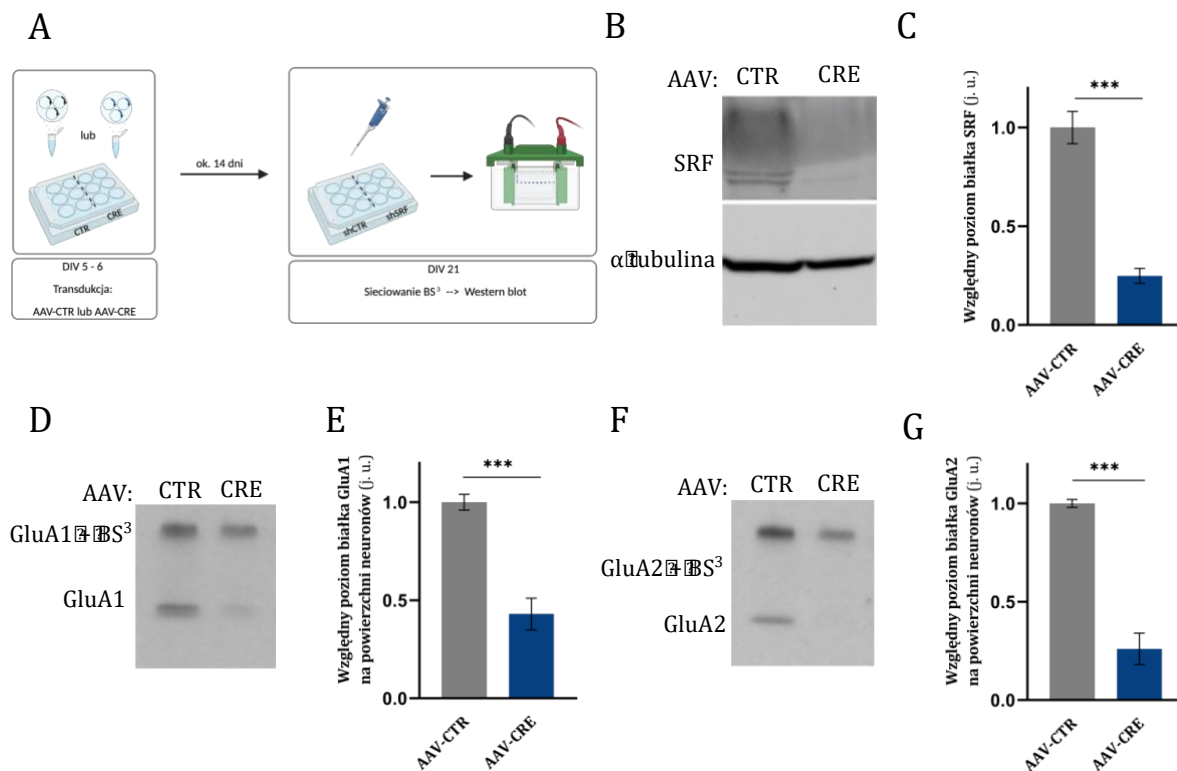 A
lub
CTR
CRE
DIV 5 - 6
Transdukcja:
AAV-CTR lub AAV-CRE
ok. 14 dni
shCTR
shSRF
DIV 21
Sieciowanie BS³ --> Western blot
B
AAV: CTR CRE
SRF
α tubulina
C
Względny poziom białka SRF (j. u.)
***
1.0
0.5
0.0
AAV-CTR
AAV-CRE
D
AAV: CTR CRE
GluA1 + BS³
GluA1
E
Względny poziom białka GluA1
na powierzchni neuronów (j. u.)
***
1.0
0.5
0.0
AAV-CTR
AAV-CRE
F
AAV: CTR CRE
GluA2 + BS³
GluA2
G
Względny poziom białka GluA2
na powierzchni neuronów (j. u.)
***
1.0
0.5
0.0
AAV-CTR
AAV-CRE